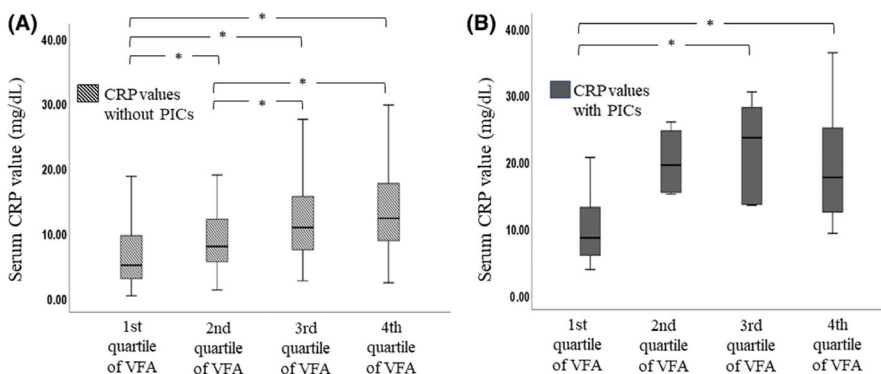 (A)
Serum CRP value (mg/dL)
40.00
30.00
20.00
10.00
0.00
*
*
*
*
*
CRP values
without PICs
1st
quartile
of VFA
2nd
quartile
of VFA
3rd
quartile
of VFA
4th
quartile
of VFA
(B)
Serum CRP value (mg/dL)
40.00
30.00
20.00
10.00
0.00
*
*
CRP values
with PICs
1st
quartile
of VFA
2nd
quartile
of VFA
3rd
quartile
of VFA
4th
quartile
of VFA